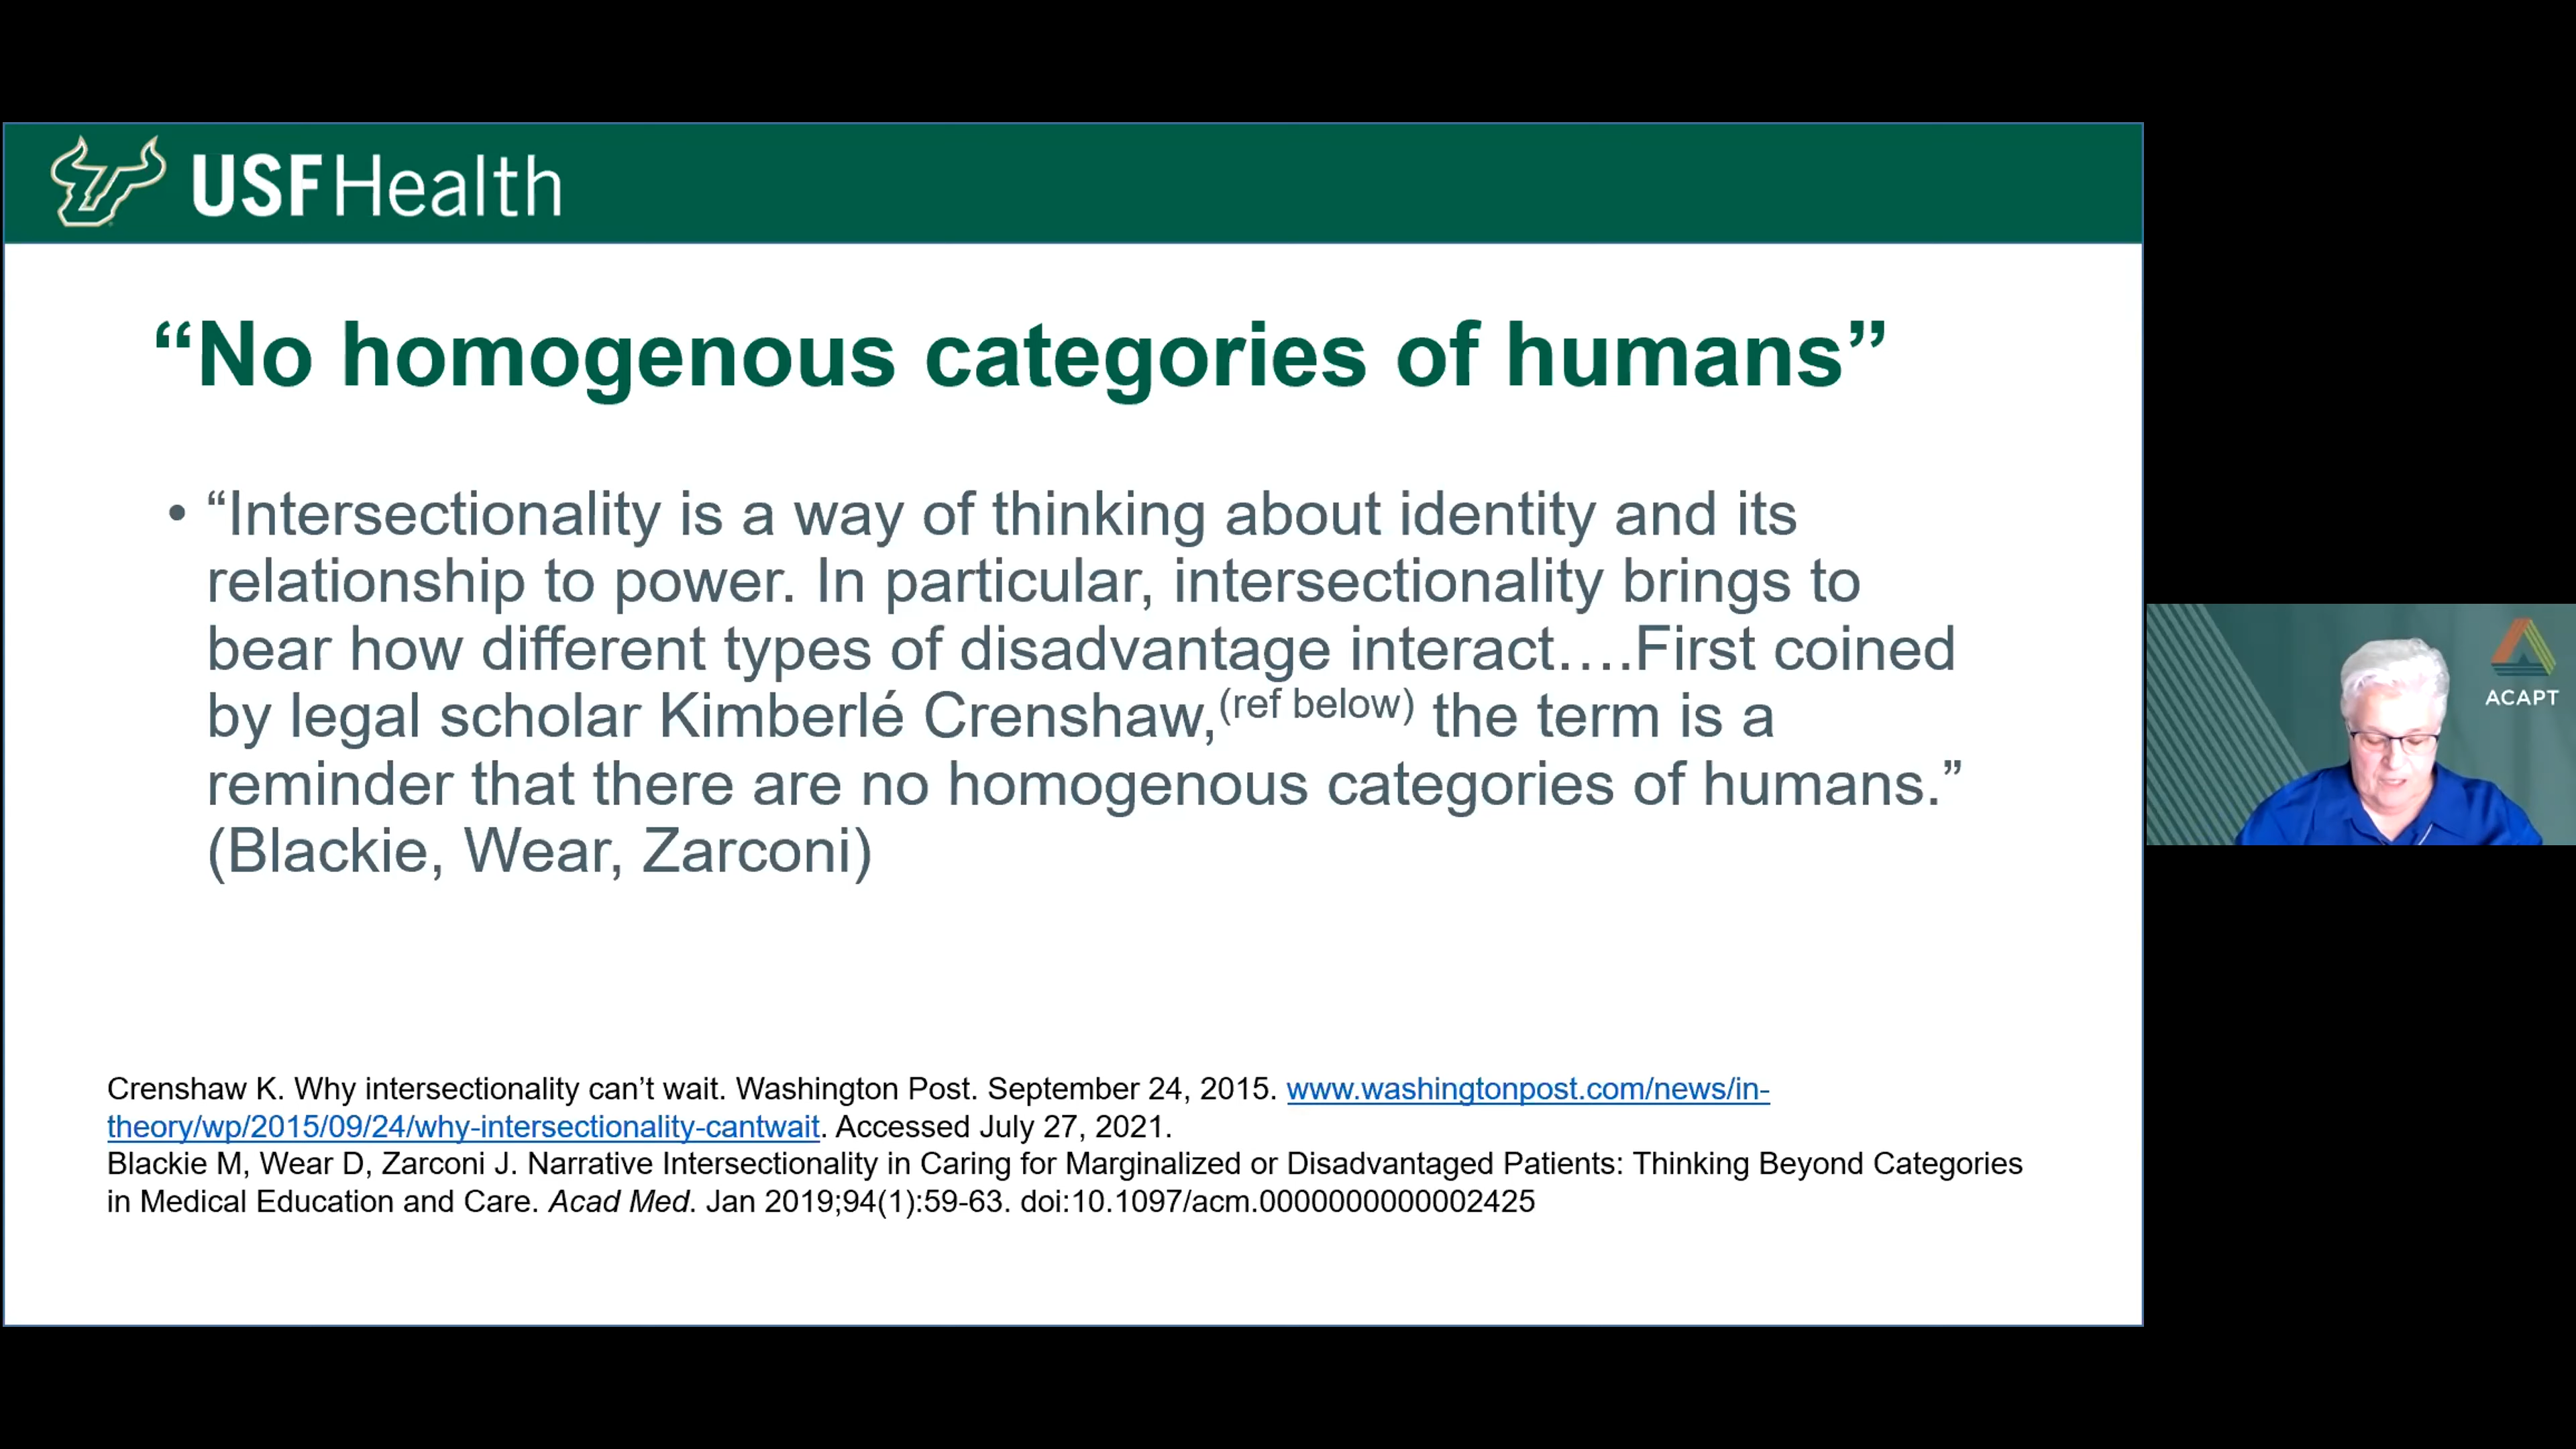 USF Health
“No homogenous categories of humans”
• “Intersectionality is a way of thinking about identity and its
relationship to power. In particular, intersectionality brings to
bear how different types of disadvantage interact….First coined
by legal scholar Kimberlé Crenshaw,(ref below) the term is a
reminder that there are no homogenous categories of humans.”
(Blackie, Wear, Zarconi)
ACAPT
Crenshaw K. Why intersectionality can’t wait. Washington Post. September 24, 2015. www.washingtonpost.com/news/in-
theory/wp/2015/09/24/why-intersectionality-cantwait. Accessed July 27, 2021.
Blackie M, Wear D, Zarconi J. Narrative Intersectionality in Caring for Marginalized or Disadvantaged Patients: Thinking Beyond Categories
in Medical Education and Care. Acad Med. Jan 2019;94(1):59-63. doi:10.1097/acm.0000000000002425